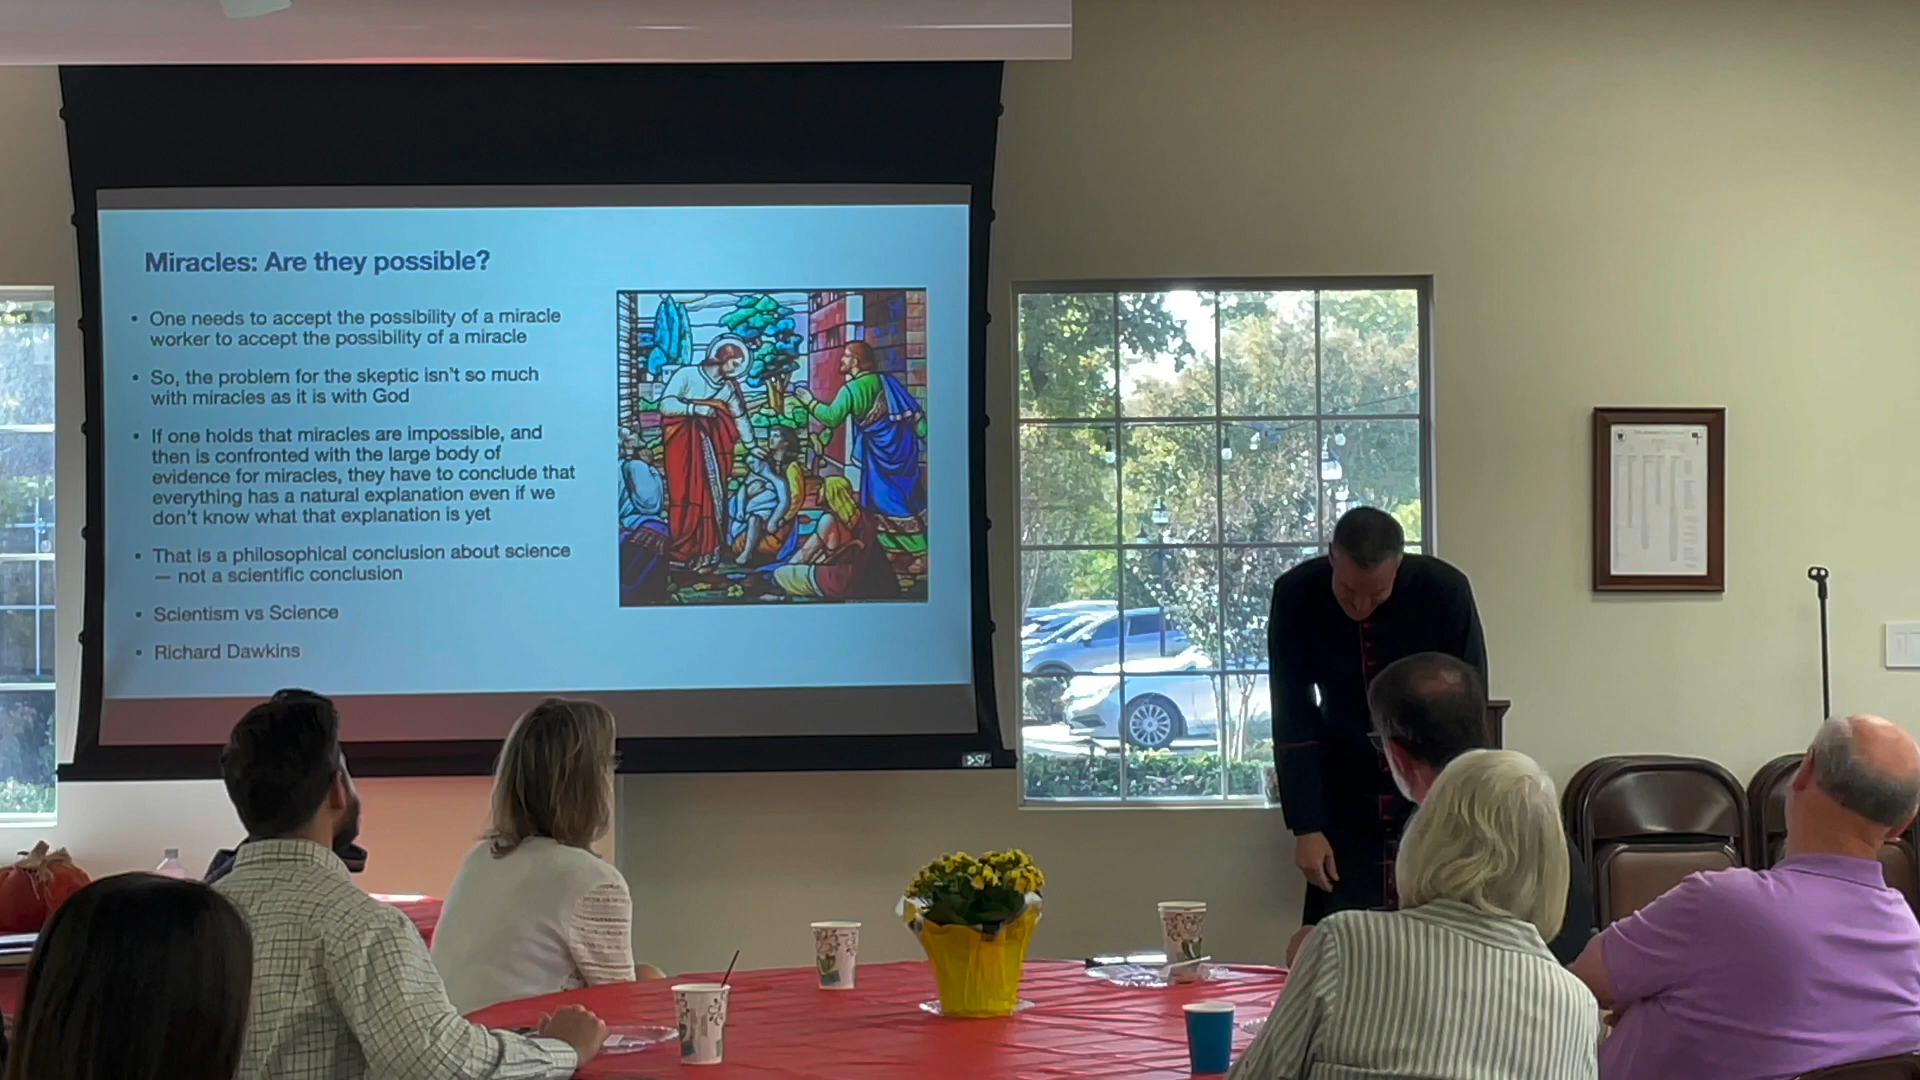 Miracles: Are they possible?
• One needs to accept the possibility of a miracle
worker to accept the possibility of a miracle
• So, the problem for the skeptic isn't so much
with miracles as it is with God
• If one holds that miracles are impossible, and
then is confronted with the large body of
evidence for miracles, they have to conclude that
everything has a natural explanation even if we
don't know what that explanation is yet
• That is a philosophical conclusion about science
— not a scientific conclusion
• Scientism vs Science
• Richard Dawkins